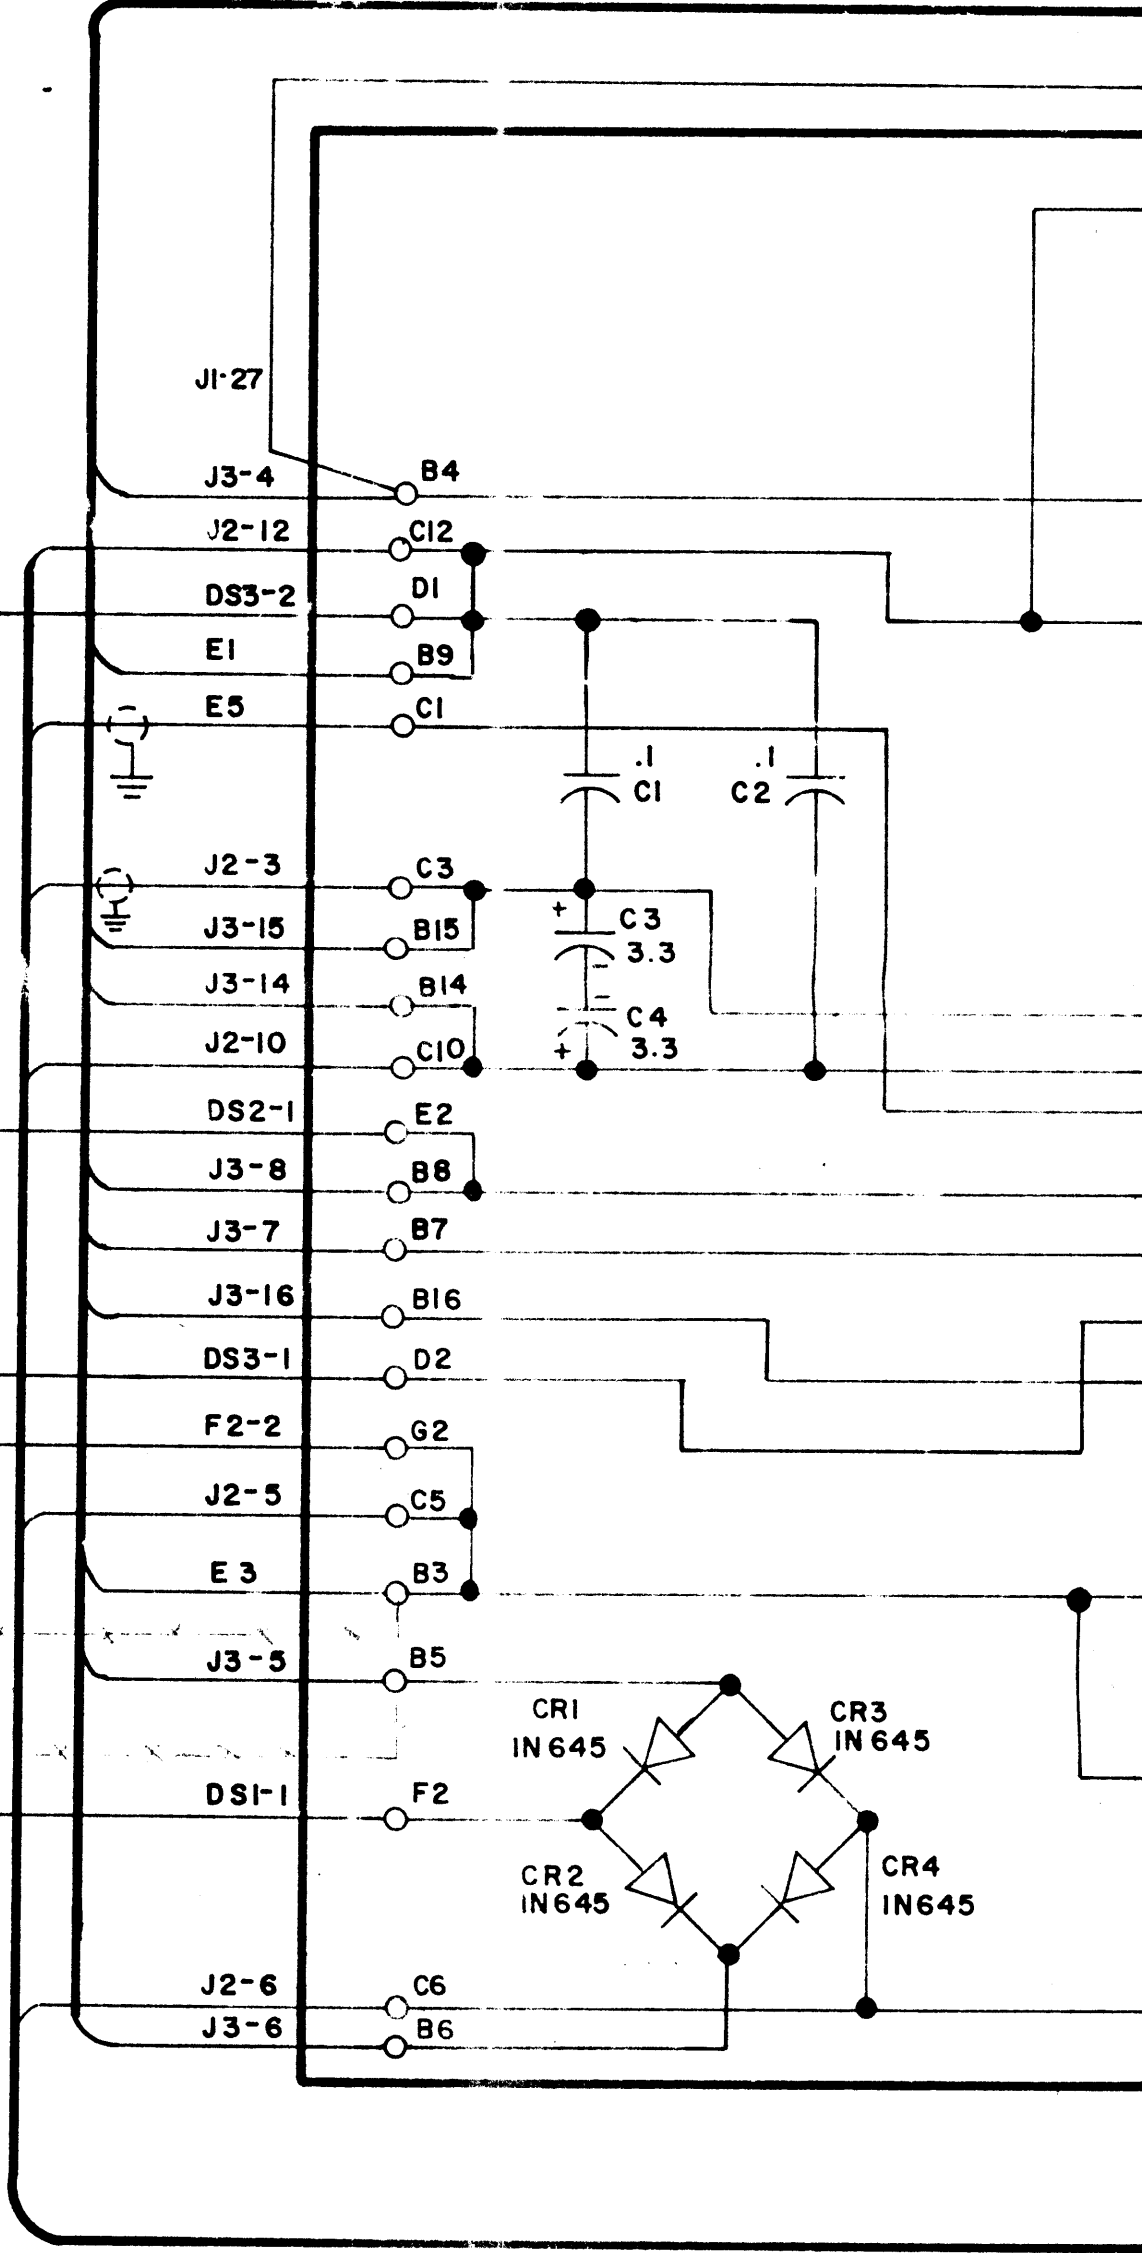 J1-27
J3-4 B4
J2-12 C12
DS3-2 D1
E1 B9
E5 C1
.1 .1
C1 C2
J2-3 C3
+ C3
J3-15 B15 3.3
J3-14 B14
C4
J2-10 C10 + 3.3
DS2-1 E2
J3-8 B8
J3-7 B7
J3-16 B16
DS3-1 D2
F2-2 G2
J2-5 C5
E3 B3
J3-5 B5
CR1 CR3
IN645 IN645
DS1-1 F2
CR2 CR4
IN645 IN645
J2-6 C6
J3-6 B6